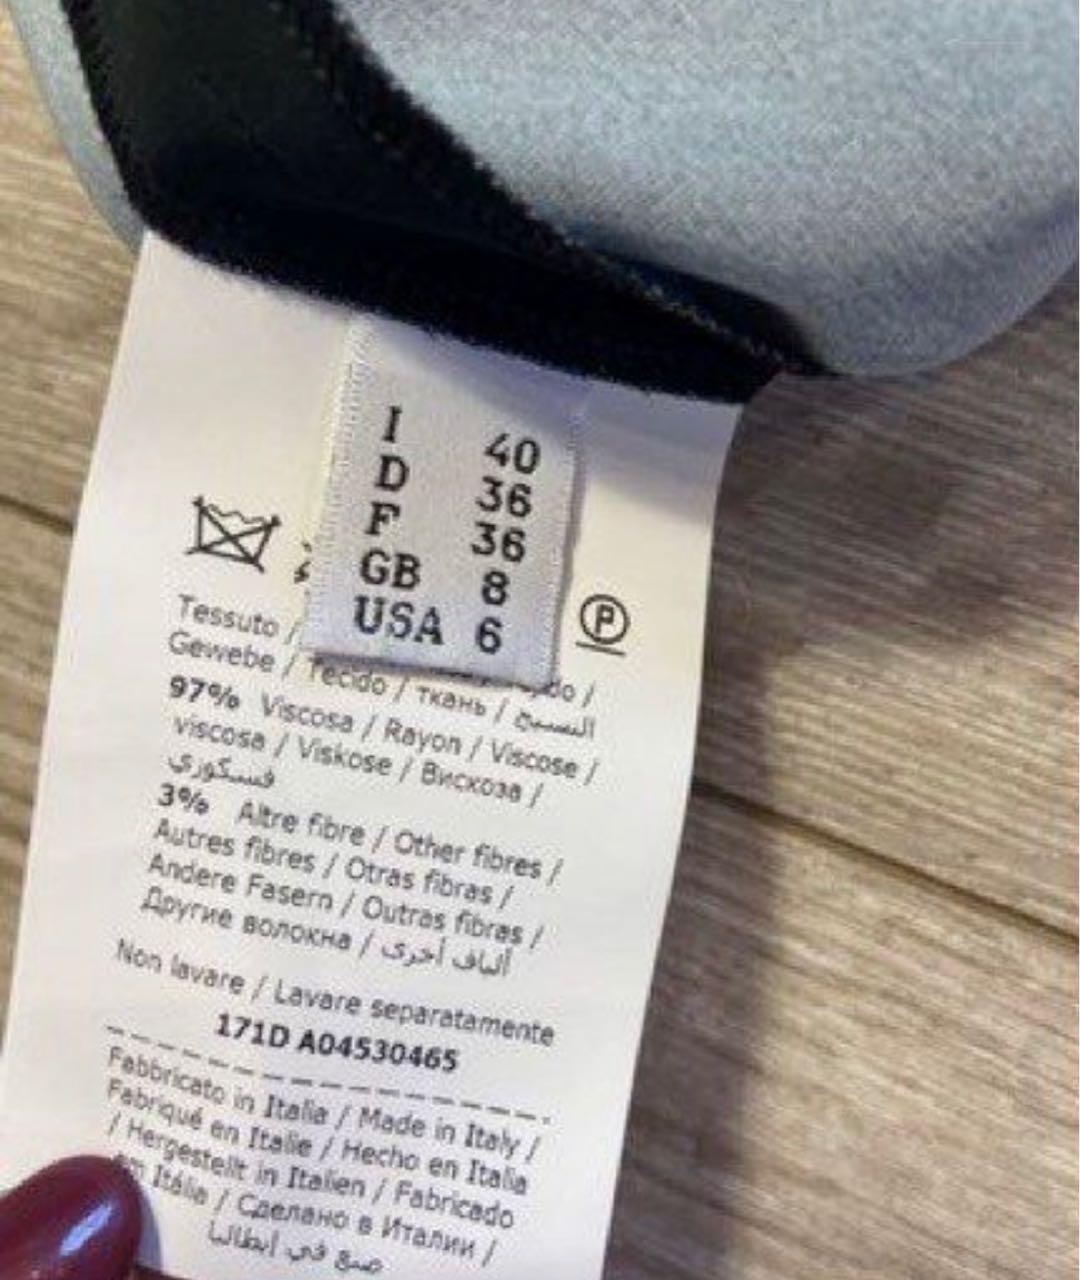 I 40
D 36
F 36
GB 8
USA 6
P
Tessuto /
Gewebe / Tecido / ткань / النسيج
97% Viscosa / Rayon / Viscose /
viscosa / Viskose / Вискоза /
فسكوزي
3% Altre fibre / Other fibres /
Autres fibres / Otras fibras /
Andere Fasern / Outras fibras /
Другие волокна / ألياف أخرى
Non lavare / Lavare separatamente
171D A04530465
Fabbricato in Italia / Made in Italy /
Fabriqué en Italie / Hecho en Italia
/ Hergestellt in Italien / Fabricado
em Itália / Сделано в Италии /
صنع في ايطاليا